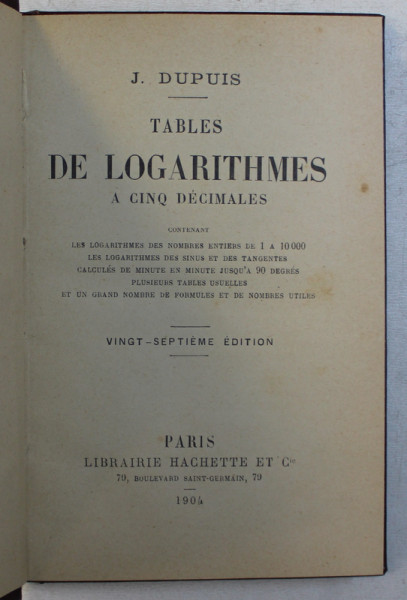 J. DUPUIS
TABLES
DE LOGARITHMES
A CINQ DÉCIMALES
CONTENANT
LES LOGARITHMES DES NOMBRES ENTIERS DE 1 A 10 000
LES LOGARITHMES DES SINUS ET DES TANGENTES
CALCULÉS DE MINUTE EN MINUTE JUSQU'A 90 DEGRÉS
PLUSIEURS TABLES USUELLES
ET UN GRAND NOMBRE DE FORMULES ET DE NOMBRES UTILES
VINGT-SEPTIÈME ÉDITION
PARIS
LIBRAIRIE HACHETTE ET Cie
79, BOULEVARD SAINT-GERMAIN, 79
1904